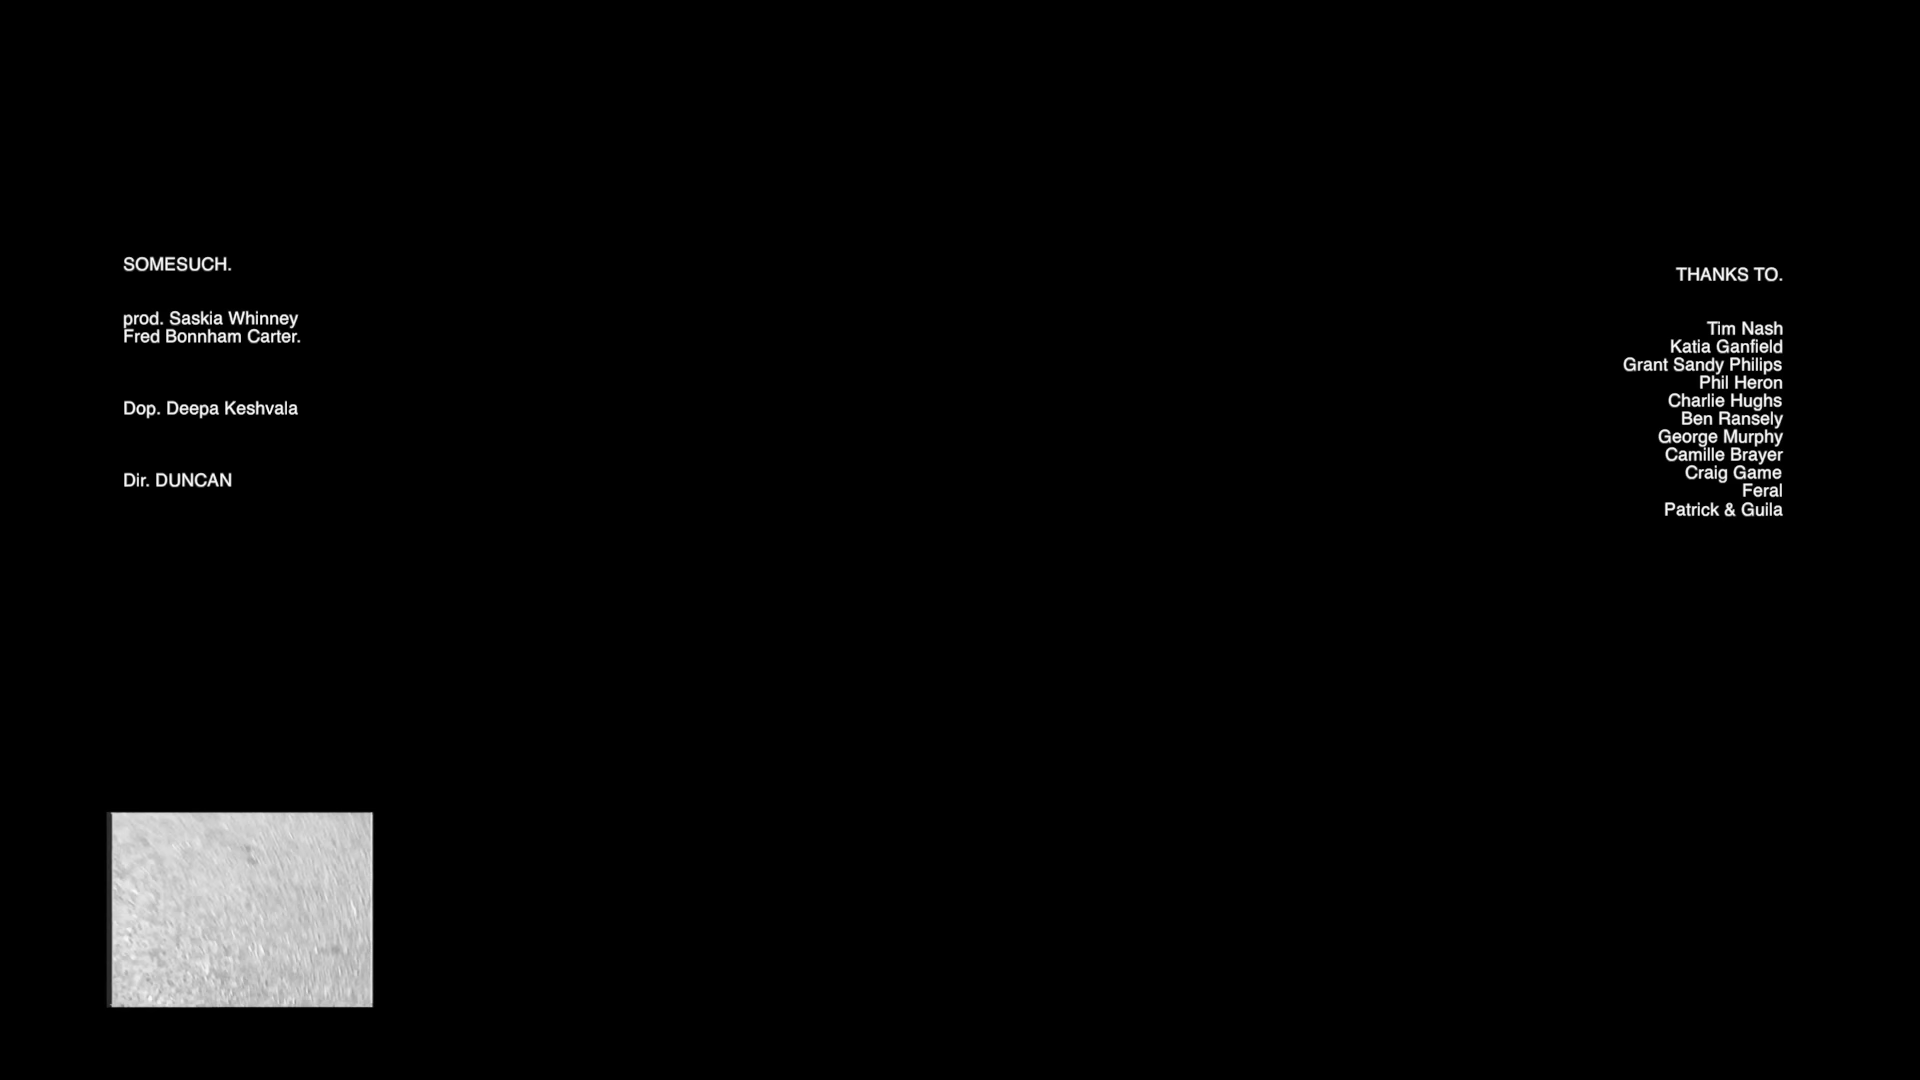 SOMESUCH.
prod. Saskia Whinney
Fred Bonnham Carter.
Dop. Deepa Keshvala
Dir. DUNCAN
THANKS TO.
Tim Nash
Katia Ganfield
Grant Sandy Philips
Phil Heron
Charlie Hughs
Ben Ransely
George Murphy
Camille Brayer
Craig Game
Feral
Patrick & Guila